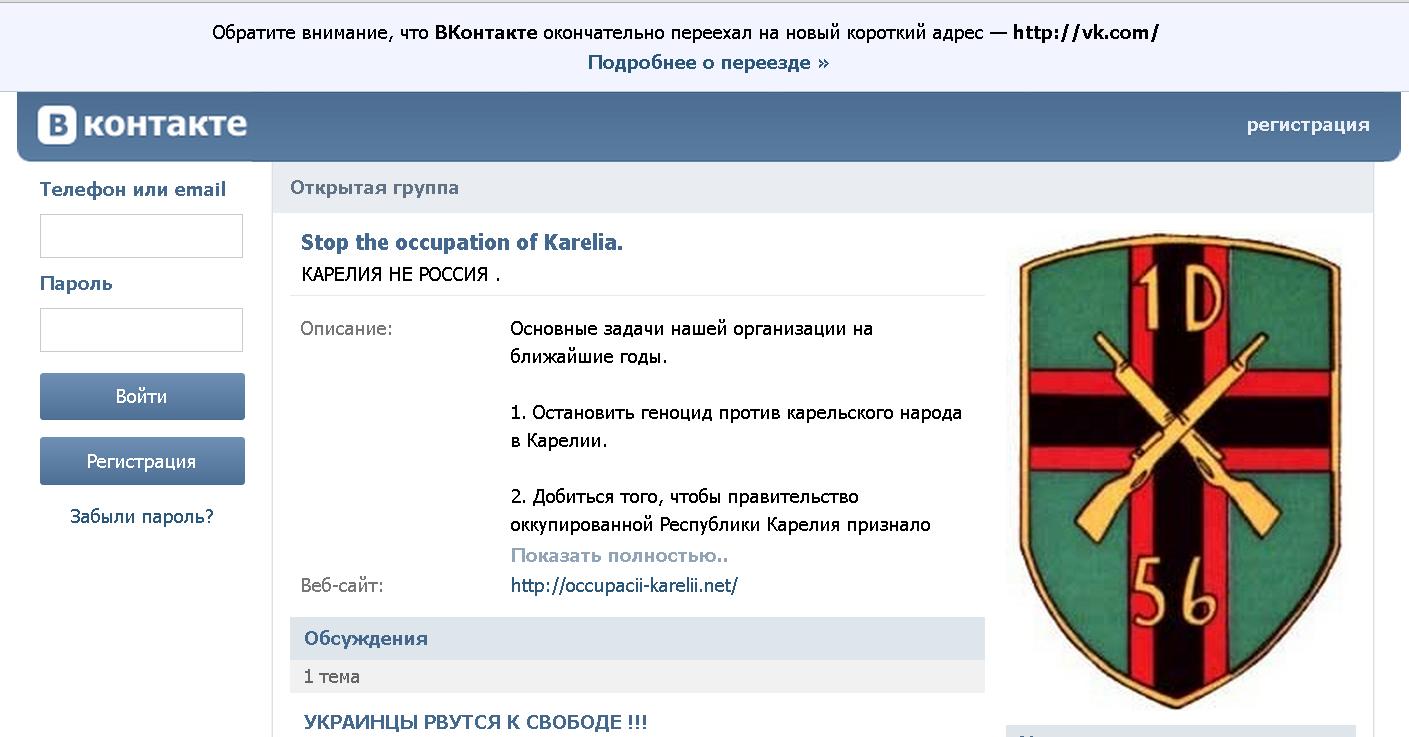 Обратите внимание, что ВКонтакте окончательно переехал на новый короткий адрес — http://vk.com/
Подробнее о переезде »
В контакте
регистрация
Телефон или email
Пароль
Войти
Регистрация
Забыли пароль?
Открытая группа
Stop the occupation of Karelia.
КАРЕЛИЯ НЕ РОССИЯ .
Описание:
Основные задачи нашей организации на
ближайшие годы.
1. Остановить геноцид против карельского народа
в Карелии.
2. Добиться того, чтобы правительство
оккупированной Республики Карелия признало
Показать полностью..
Веб-сайт:
http://occupacii-karelii.net/
Обсуждения
1 тема
УКРАИНЦЫ РВУТСЯ К СВОБОДЕ !!!
1D
56